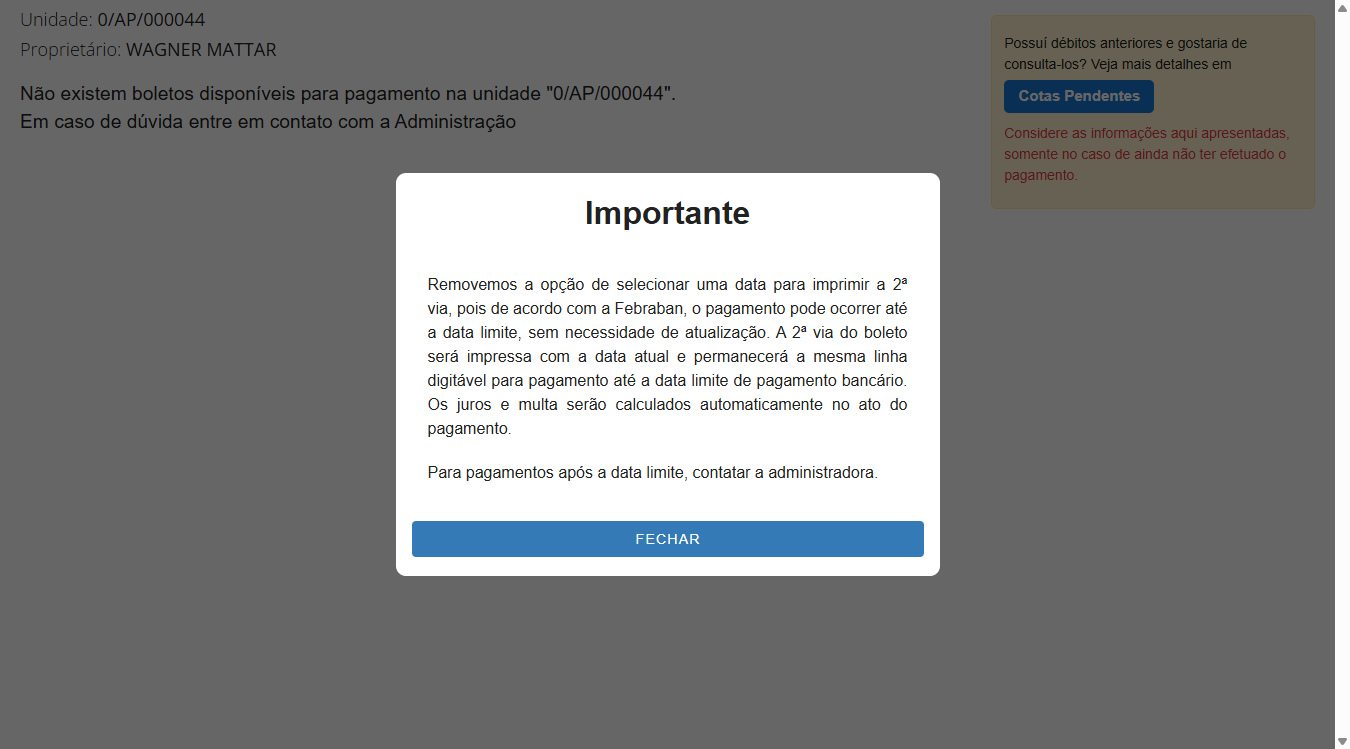 Unidade: 0/AP/000044
Proprietário: WAGNER MATTAR
Não existem boletos disponíveis para pagamento na unidade "0/AP/000044".
Em caso de dúvida entre em contato com a Administração
Possuí débitos anteriores e gostaria de
consulta-los? Veja mais detalhes em
Cotas Pendentes
Considere as informações aqui apresentadas,
somente no caso de ainda não ter efetuado o
pagamento.
Importante
Removemos a opção de selecionar uma data para imprimir a 2ª
via, pois de acordo com a Febraban, o pagamento pode ocorrer até
a data limite, sem necessidade de atualização. A 2ª via do boleto
será impressa com a data atual e permanecerá a mesma linha
digitável para pagamento até a data limite de pagamento bancário.
Os juros e multa serão calculados automaticamente no ato do
pagamento.
Para pagamentos após a data limite, contatar a administradora.
FECHAR